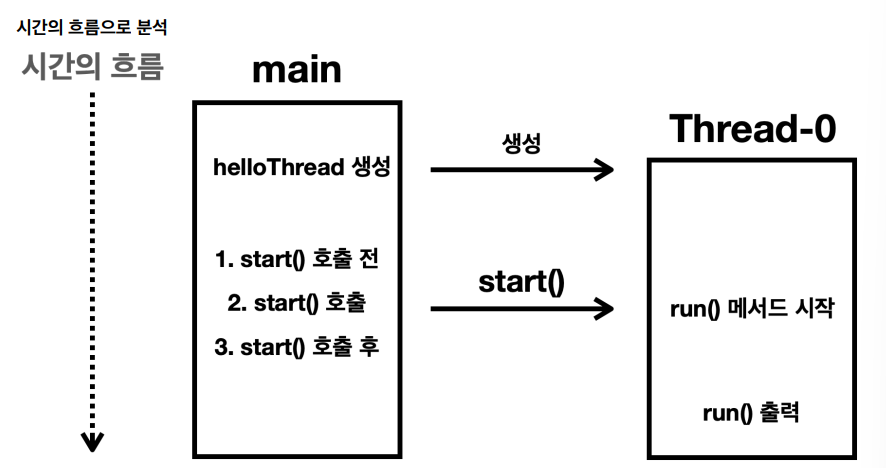 시간의 흐름으로 분석
시간의 흐름
main
helloThread 생성
1. start() 호출 전
2. start() 호출
3. start() 호출 후
생성
start()
Thread-0
run() 메서드 시작
run() 출력